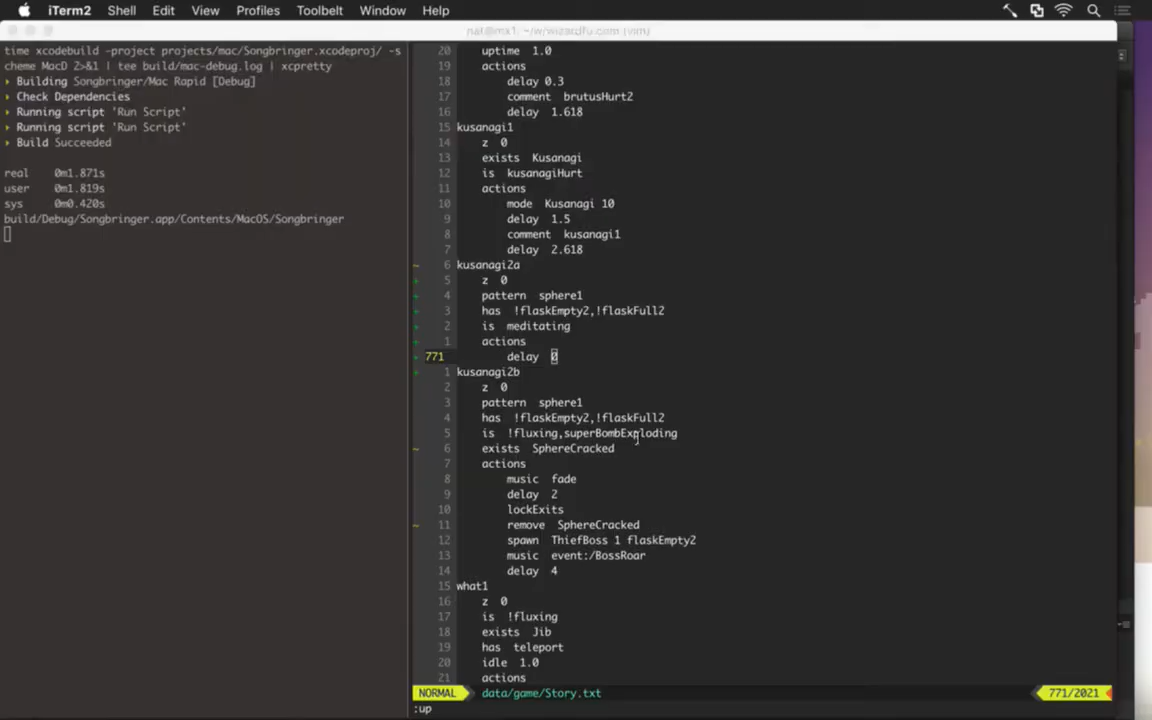 iTerm2 Shell Edit View Profiles Toolbelt Window Help
nat@mx1: ~/w/wizardfu.com (vim)
time xcodebuild -project projects/mac/Songbringer.xcodeproj/ -s
cheme MacD 2>&1 | tee build/mac-debug.log | xcpretty
▸ Building Songbringer/Mac Rapid [Debug]
▸ Check Dependencies
▸ Running script 'Run Script'
▸ Running script 'Run Script'
▸ Build Succeeded
real 0m1.871s
user 0m1.819s
sys 0m0.420s
build/Debug/Songbringer.app/Contents/MacOS/Songbringer
20 uptime 1.0
19 actions
18 delay 0.3
17 comment brutusHurt2
16 delay 1.618
15 kusanagi1
14 z 0
13 exists Kusanagi
12 is kusanagiHurt
11 actions
10 mode Kusanagi 10
9 delay 1.5
8 comment kusanagi1
7 delay 2.618
~ 6 kusanagi2a
+ 5 z 0
+ 4 pattern sphere1
+ 3 has !flaskEmpty2,!flaskFull2
+ 2 is meditating
+ 1 actions
+ 771 delay 0
+ 1 kusanagi2b
2 z 0
3 pattern sphere1
4 has !flaskEmpty2,!flaskFull2
5 is !fluxing,superBombExploding
~ 6 exists SphereCracked
7 actions
8 music fade
9 delay 2
10 lockExits
~ 11 remove SphereCracked
12 spawn ThiefBoss 1 flaskEmpty2
13 music event:/BossRoar
14 delay 4
15 what1
16 z 0
17 is !fluxing
18 exists Jib
19 has teleport
20 idle 1.0
21 actions
NORMAL data/game/Story.txt 771/2021
:up